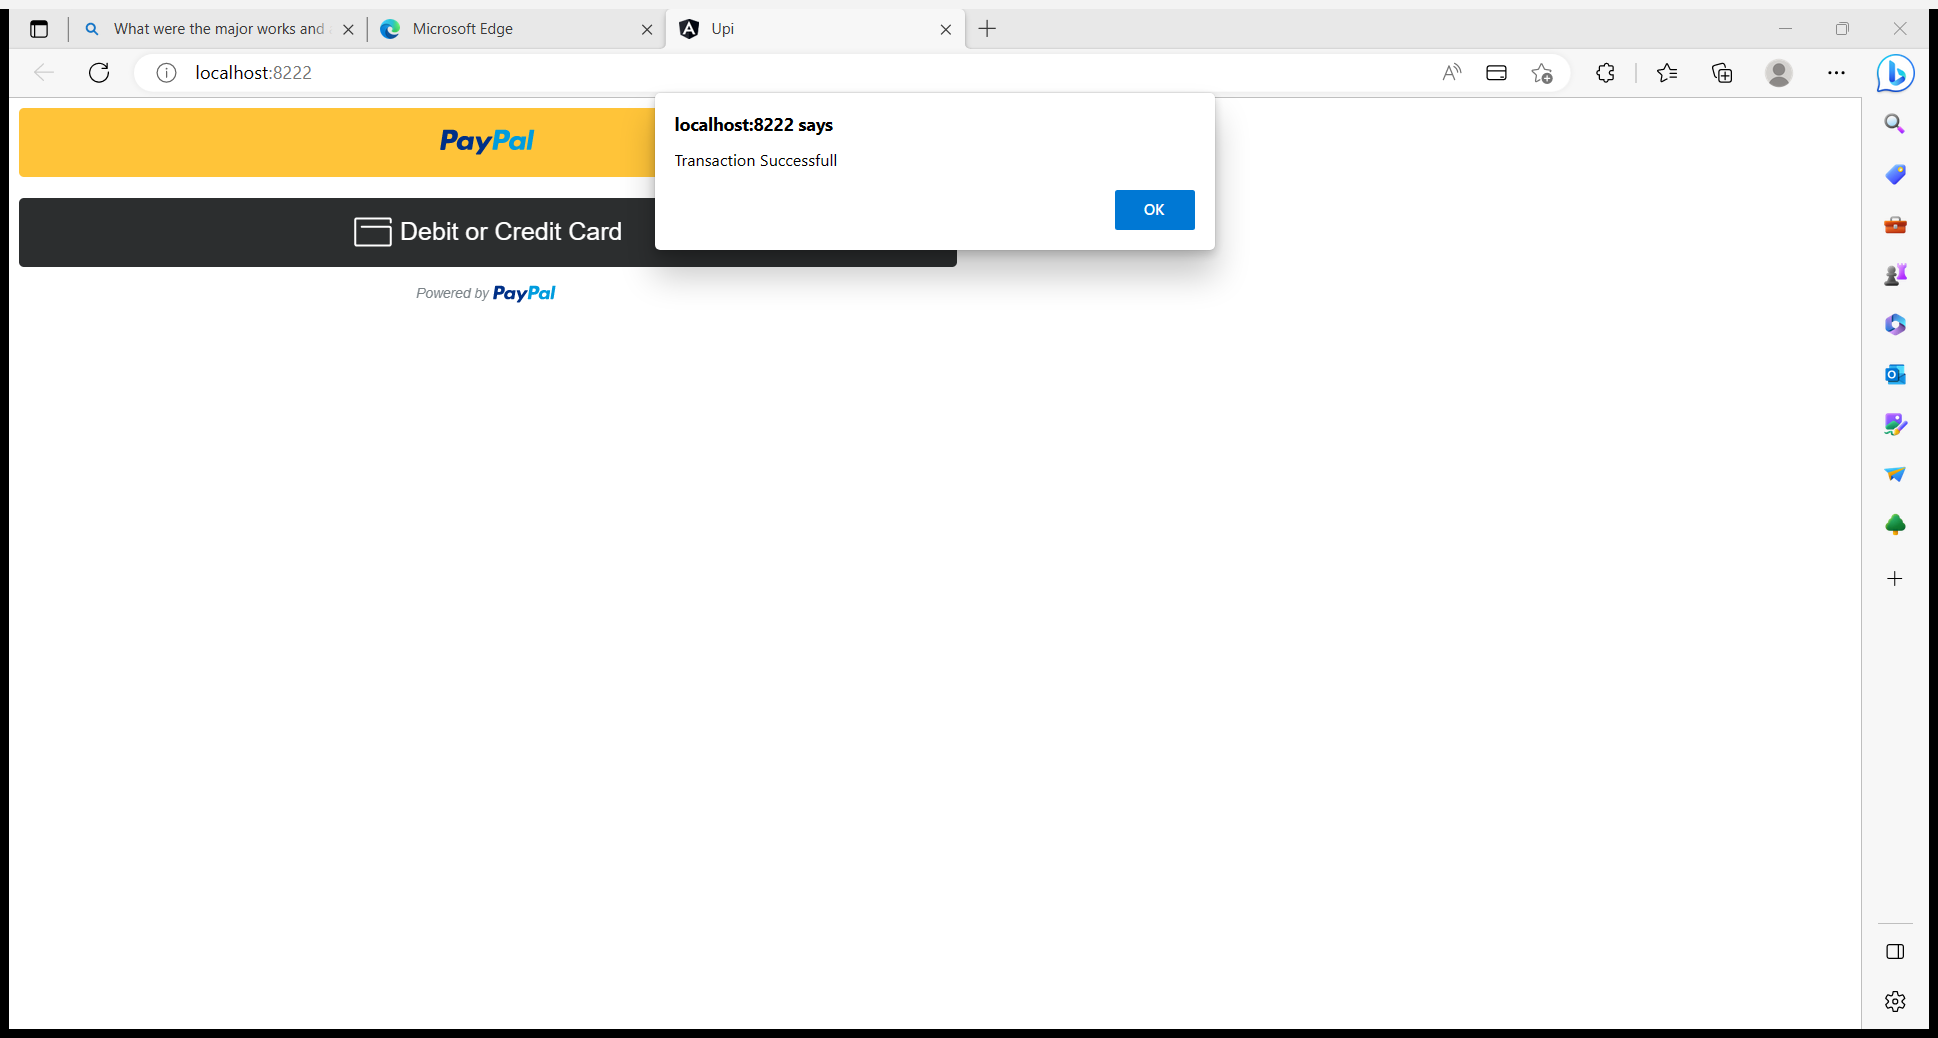 What were the major works and
Microsoft Edge
Upi
localhost:8222
PayPal
localhost:8222 says
Transaction Successfull
OK
Debit or Credit Card
Powered by PayPal